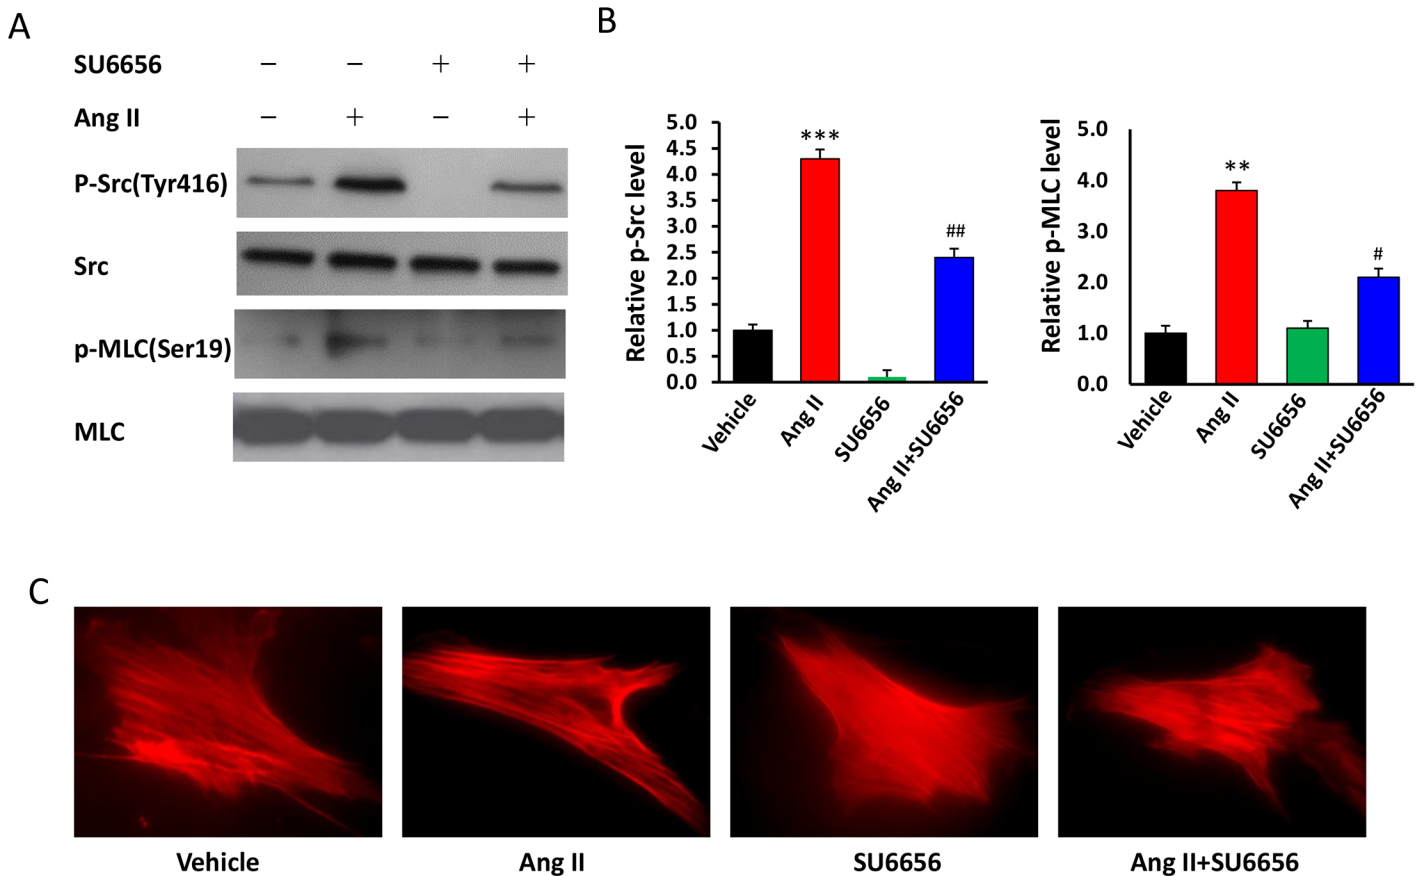 A
SU6656 − − + +
Ang II − + − +
P-Src(Tyr416)
Src
p-MLC(Ser19)
MLC
B
Relative p-Src level
5.0
4.5
4.0
3.5
3.0
2.5
2.0
1.5
1.0
0.5
0.0
***
##
Vehicle
Ang II
SU6656
Ang II+SU6656
Relative p-MLC level
5.0
4.0
3.0
2.0
1.0
0.0
**
#
Vehicle
Ang II
SU6656
Ang II+SU6656
C
Vehicle
Ang II
SU6656
Ang II+SU6656